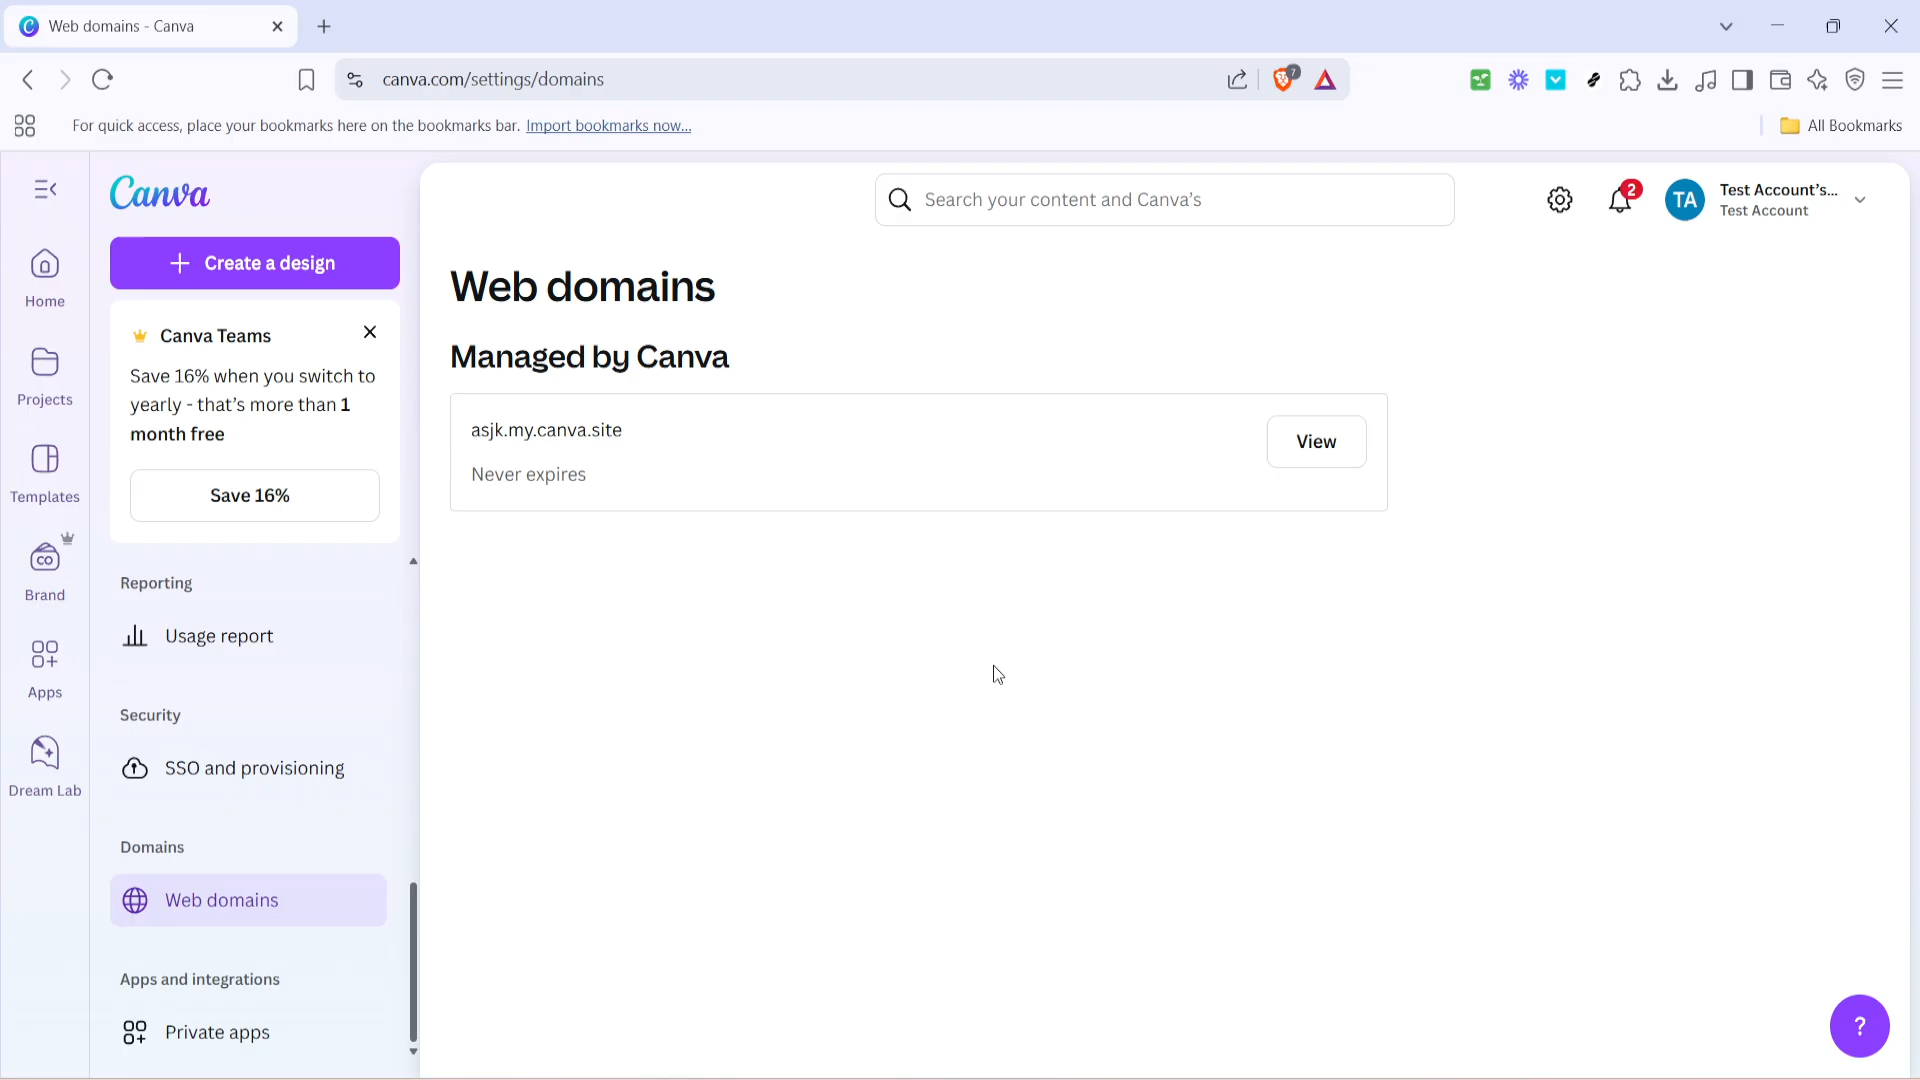 Web domains - Canva
canva.com/settings/domains
7
For quick access, place your bookmarks here on the bookmarks bar. Import bookmarks now...
All Bookmarks
Home
Projects
Templates
CO
Brand
Apps
Dream Lab
Canva
Create a design
Canva Teams
Save 16% when you switch to
yearly - that's more than 1
month free
Save 16%
Reporting
Usage report
Security
SSO and provisioning
Domains
Web domains
Apps and integrations
Private apps
Search your content and Canva's
2
TA
Test Account's...
Test Account
Web domains
Managed by Canva
asjk.my.canva.site
Never expires
View
?